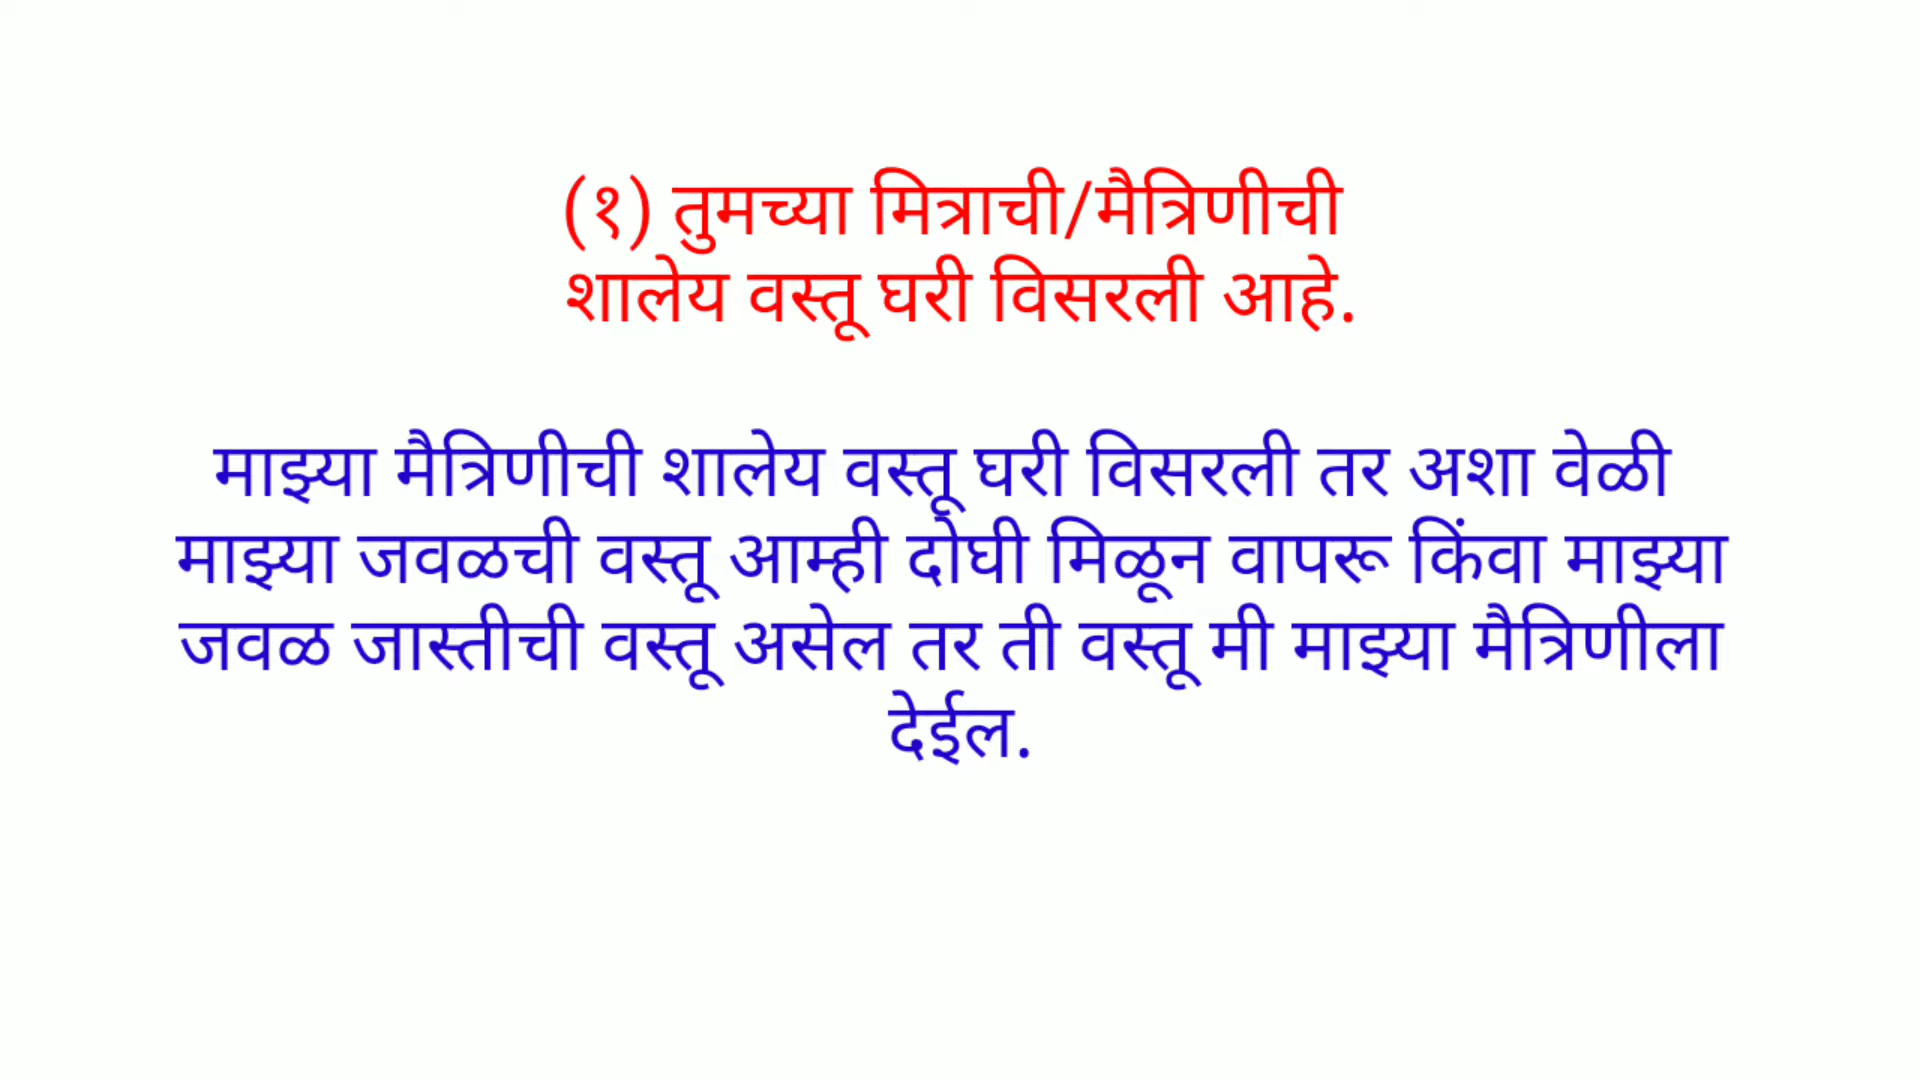 (१) तुमच्या मित्राची/मैत्रिणीची
शालेय वस्तू घरी विसरली आहे.
माझ्या मैत्रिणीची शालेय वस्तू घरी विसरली तर अशा वेळी
माझ्या जवळची वस्तू आम्ही दोघी मिळून वापरू किंवा माझ्या
जवळ जास्तीची वस्तू असेल तर ती वस्तू मी माझ्या मैत्रिणीला
देईल.